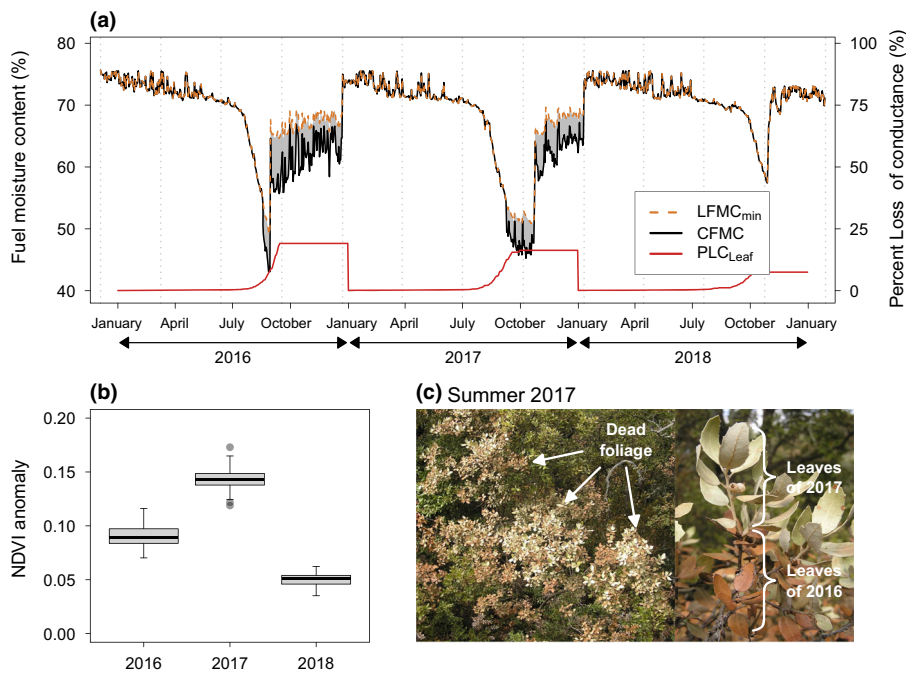 (a)
80
70
60
50
40
Fuel moisture content (%)
100
75
50
25
0
Percent Loss of conductance (%)
LFMCmin
CFMC
PLCLeaf
January April July October January April July October January April July October January
2016 2017 2018
(b)
0.20
0.15
0.10
0.05
0.00
NDVI anomaly
2016 2017 2018
(c) Summer 2017
Dead
foliage
Leaves
of 2017
Leaves
of 2016